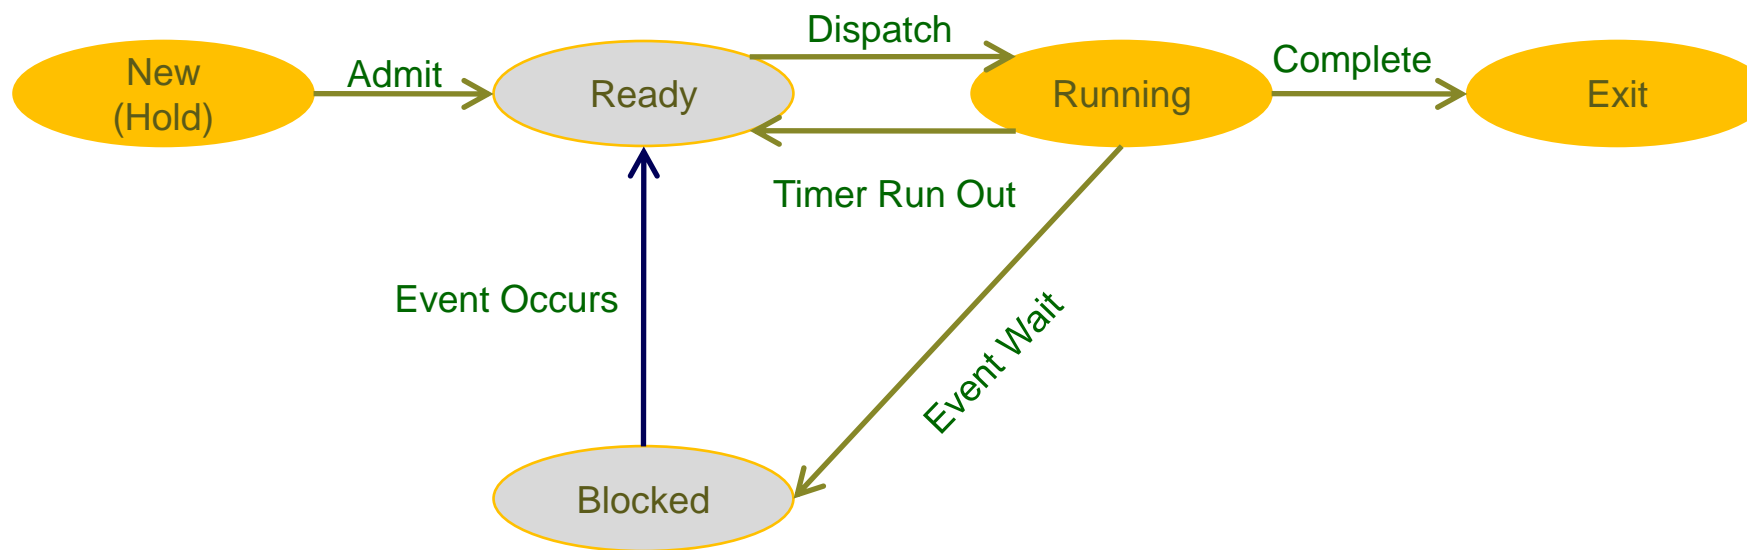 Dispatch
New
(Hold)
Admit
Ready
Running
Complete
Exit
Timer Run Out
Event Occurs
Event Wait
Blocked